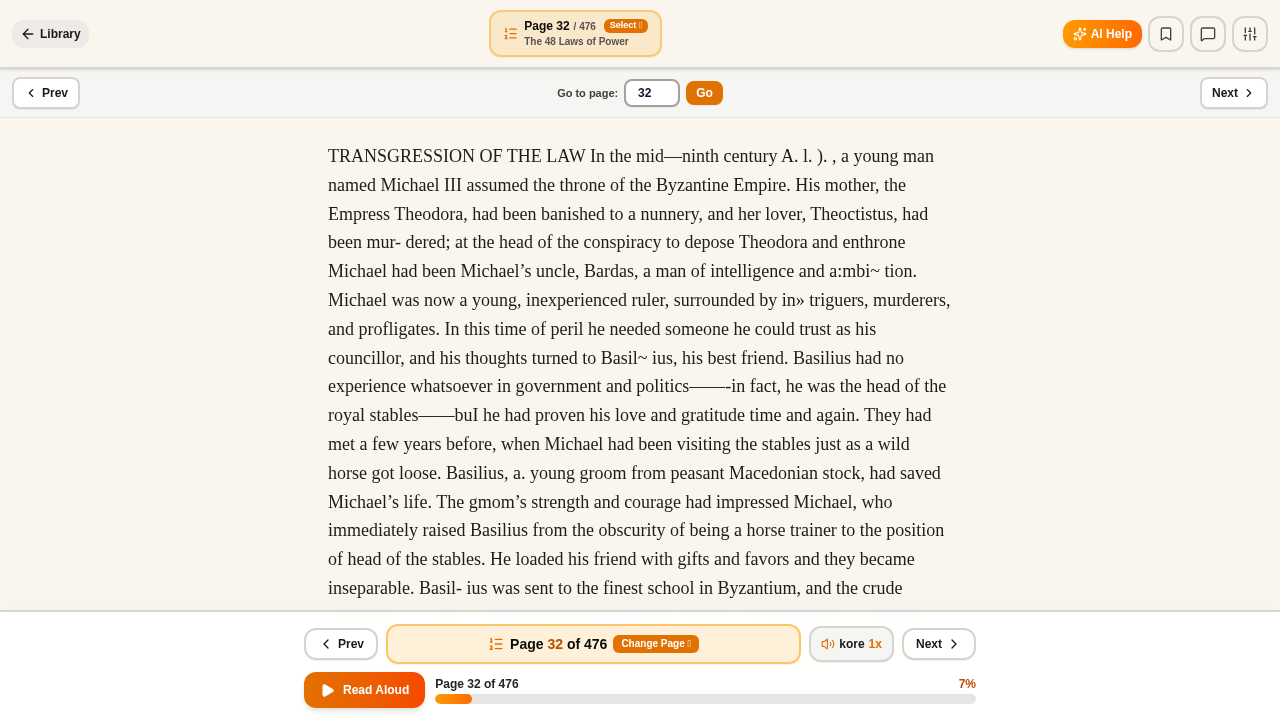 Library
Page 32 / 476 Select
The 48 Laws of Power
AI Help
Prev
Go to page: 32 Go
Next
TRANSGRESSION OF THE LAW In the mid—ninth century A. l. ). , a young man
named Michael III assumed the throne of the Byzantine Empire. His mother, the
Empress Theodora, had been banished to a nunnery, and her lover, Theoctistus, had
been mur- dered; at the head of the conspiracy to depose Theodora and enthrone
Michael had been Michael’s uncle, Bardas, a man of intelligence and a:mbi~ tion.
Michael was now a young, inexperienced ruler, surrounded by in» triguers, murderers,
and profligates. In this time of peril he needed someone he could trust as his
councillor, and his thoughts turned to Basil~ ius, his best friend. Basilius had no
experience whatsoever in government and politics——-in fact, he was the head of the
royal stables——buI he had proven his love and gratitude time and again. They had
met a few years before, when Michael had been visiting the stables just as a wild
horse got loose. Basilius, a. young groom from peasant Macedonian stock, had saved
Michael’s life. The gmom’s strength and courage had impressed Michael, who
immediately raised Basilius from the obscurity of being a horse trainer to the position
of head of the stables. He loaded his friend with gifts and favors and they became
inseparable. Basil- ius was sent to the finest school in Byzantium, and the crude
Prev
Page 32 of 476 Change Page
kore 1x
Next
Read Aloud
Page 32 of 476
7%